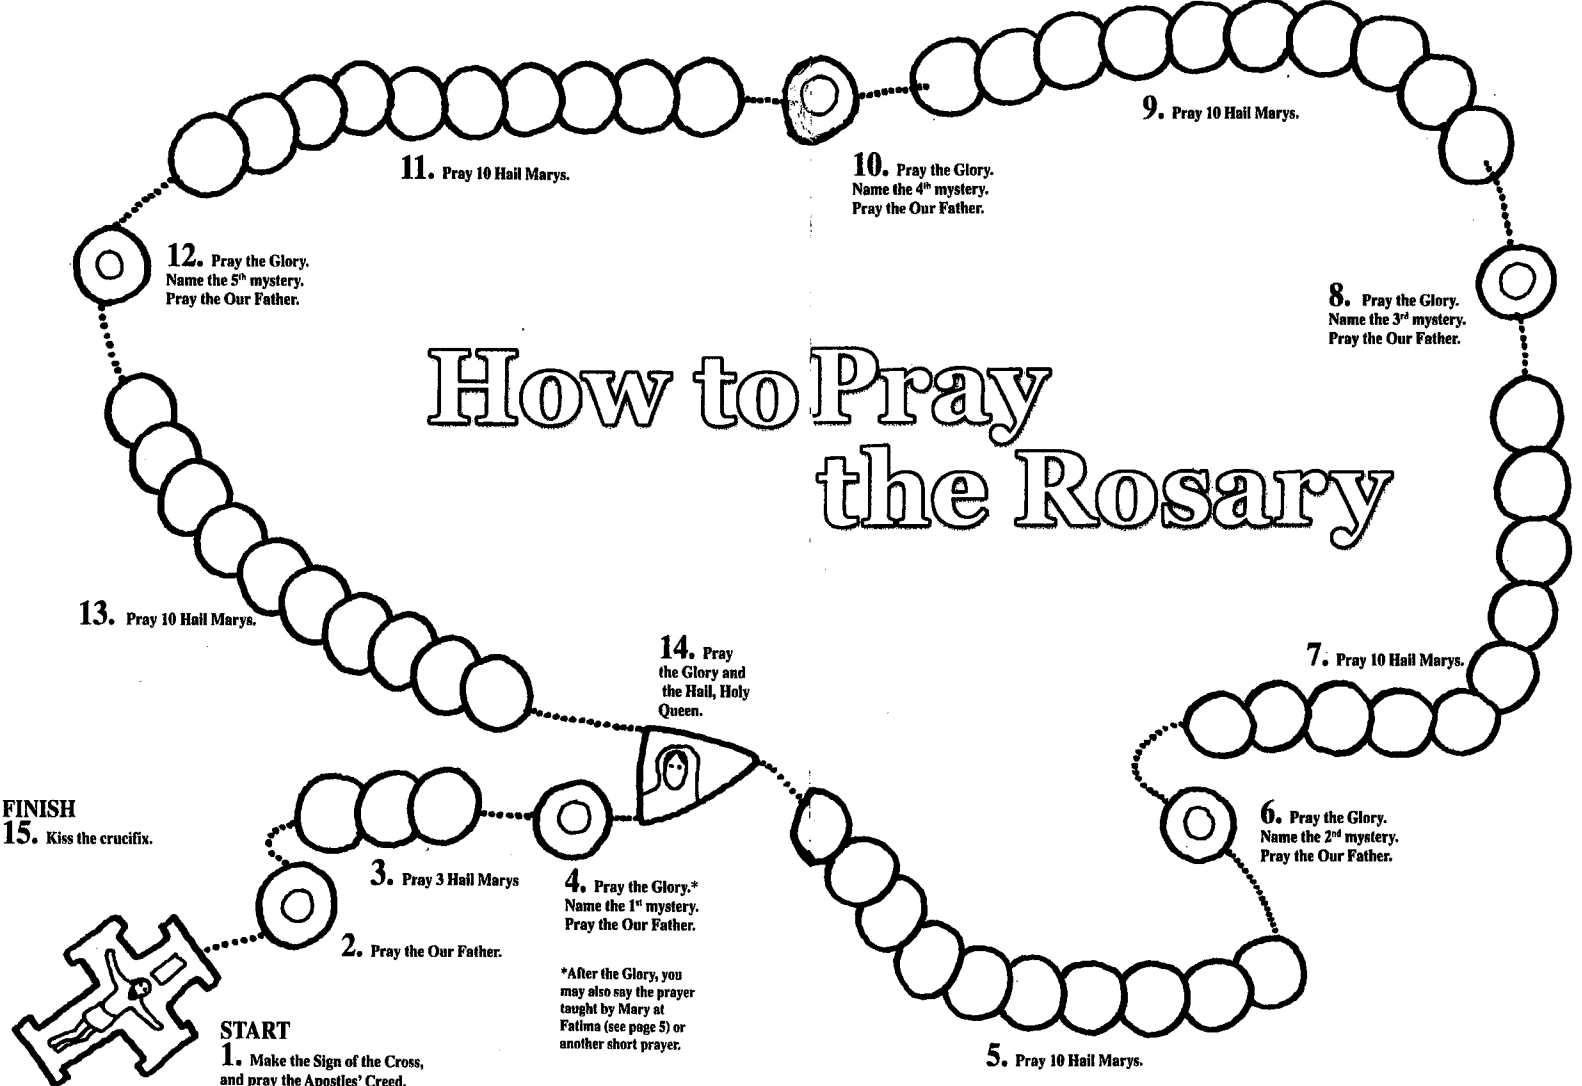 How to Pray
the Rosary
START
1. Make the Sign of the Cross,
and pray the Apostles' Creed.
2. Pray the Our Father.
3. Pray 3 Hail Marys
4. Pray the Glory.*
Name the 1st mystery.
Pray the Our Father.
*After the Glory, you
may also say the prayer
taught by Mary at
Fatima (see page 5) or
another short prayer.
5. Pray 10 Hail Marys.
6. Pray the Glory.
Name the 2nd mystery.
Pray the Our Father.
7. Pray 10 Hail Marys.
8. Pray the Glory.
Name the 3rd mystery.
Pray the Our Father.
9. Pray 10 Hail Marys.
10. Pray the Glory.
Name the 4th mystery.
Pray the Our Father.
11. Pray 10 Hail Marys.
12. Pray the Glory.
Name the 5th mystery.
Pray the Our Father.
13. Pray 10 Hail Marys.
14. Pray
the Glory and
the Hail, Holy
Queen.
FINISH
15. Kiss the crucifix.